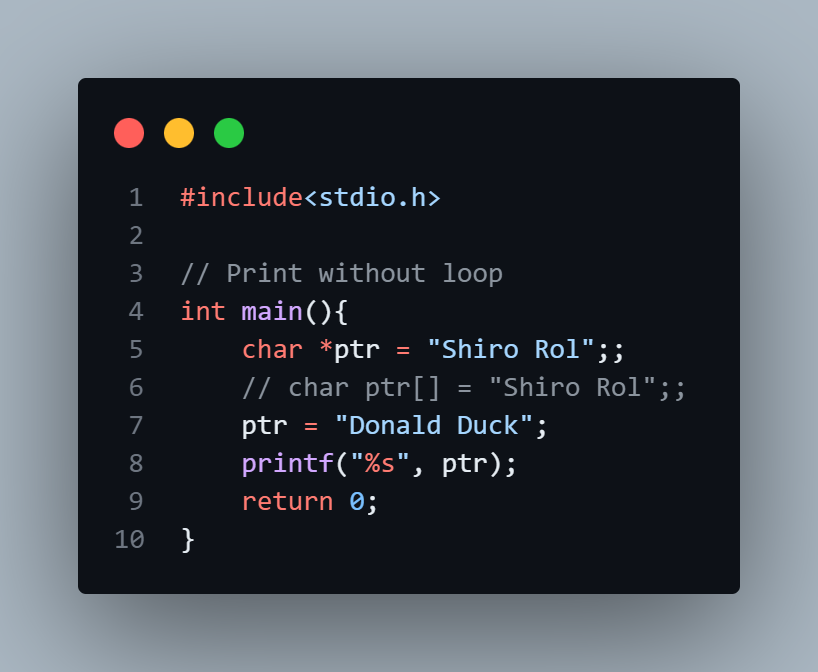 1 #include<stdio.h>
2
3 // Print without loop
4 int main(){
5     char *ptr = "Shiro Rol";;
6     // char ptr[] = "Shiro Rol";;
7     ptr = "Donald Duck";
8     printf("%s", ptr);
9     return 0;
10 }